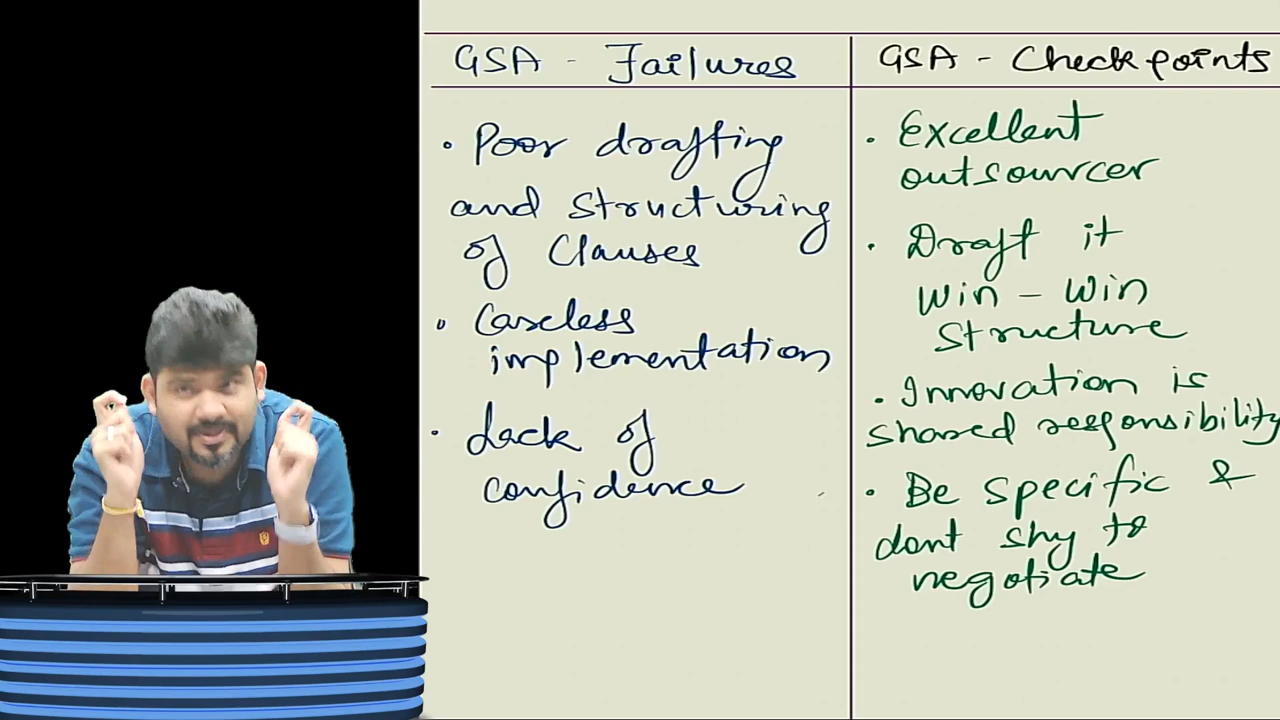 GSA - Failures
• Poor drafting
and structuring
of Clauses
• Careless
implementation
• Lack of
confidence
GSA - Checkpoints
• Excellent
outsourcer
• Draft it
Win - Win
structure
• Innovation is
shared responsibility
• Be specific &
dont shy to
negotiate